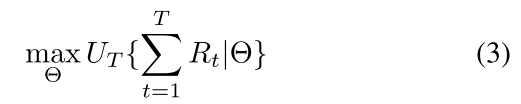 max_Θ U_T{∑_{t=1}^{T} R_t|Θ} (3)